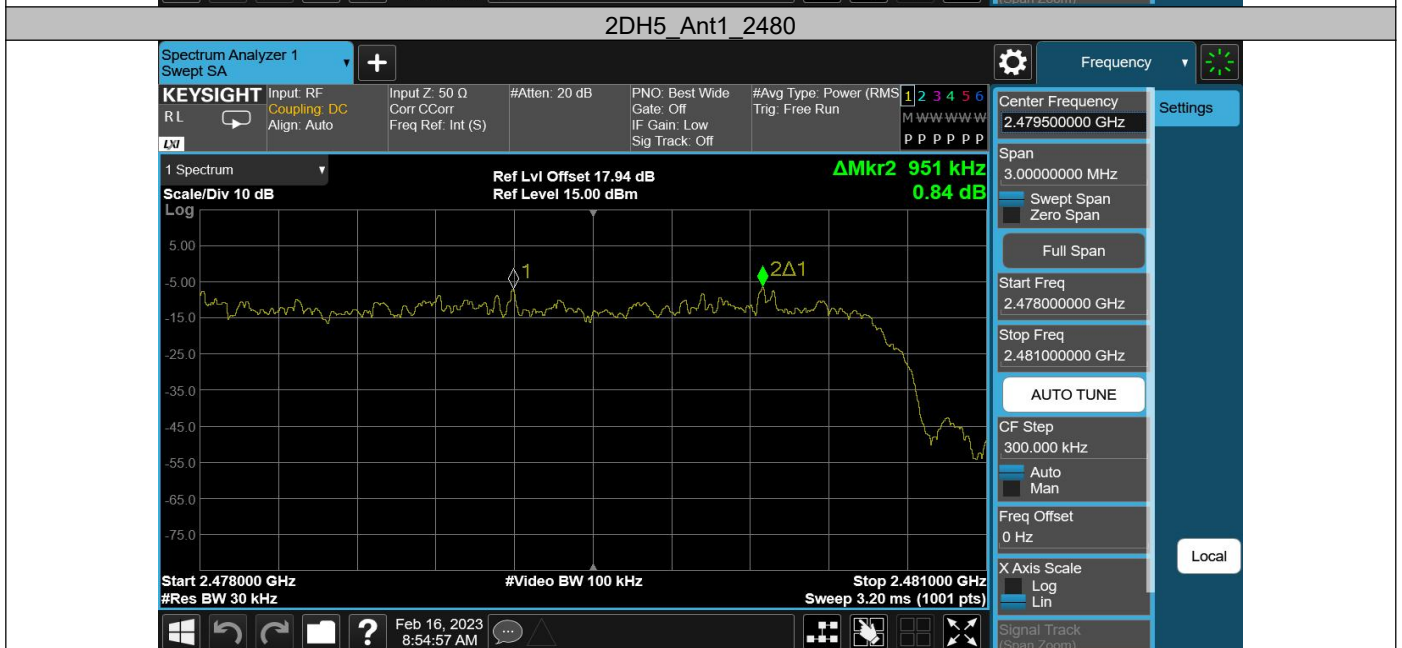 (Span Zoom)
2DH5_Ant1_2480
Spectrum Analyzer 1
Swept SA
Frequency
KEYSIGHT
RL
LXI
Input: RF
Coupling: DC
Align: Auto
Input Z: 50 Ω
Corr CCorr
Freq Ref: Int (S)
#Atten: 20 dB
PNO: Best Wide
Gate: Off
IF Gain: Low
Sig Track: Off
#Avg Type: Power (RMS
Trig: Free Run
1 2 3 4 5 6
M W W W W W
P P P P P P
Center Frequency
2.479500000 GHz
Settings
Span
3.00000000 MHz
Swept Span
Zero Span
Full Span
Start Freq
2.478000000 GHz
Stop Freq
2.481000000 GHz
AUTO TUNE
CF Step
300.000 kHz
Auto
Man
Freq Offset
0 Hz
X Axis Scale
Log
Lin
Local
Signal Track
(Span Zoom)
1 Spectrum
Scale/Div 10 dB
Log
Ref Lvl Offset 17.94 dB
Ref Level 15.00 dBm
ΔMkr2 951 kHz
0.84 dB
5.00
-5.00
-15.0
-25.0
-35.0
-45.0
-55.0
-65.0
-75.0
1
2Δ1
Start 2.478000 GHz
#Res BW 30 kHz
#Video BW 100 kHz
Stop 2.481000 GHz
Sweep 3.20 ms (1001 pts)
?
Feb 16, 2023
8:54:57 AM